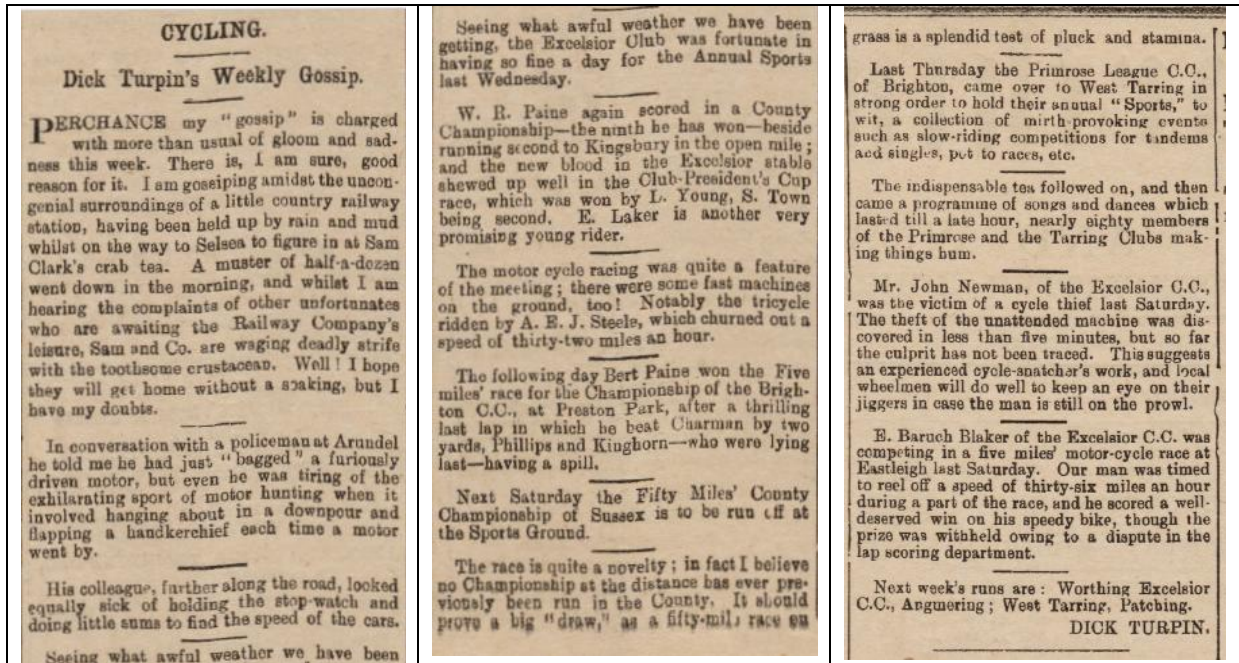 CYCLING.
Dick Turpin's Weekly Gossip.
PERCHANCE my "gossip" is charged
with more than usual of gloom and sad-
ness this week. There is, I am sure, good
reason for it. I am gossiping amidst the uncon-
genial surroundings of a little country railway
station, having been held up by rain and mud
whilst on the way to Selsea to figure in at Sam
Clark's crab tea. A muster of half-a-dozen
went down in the morning, and whilst I am
hearing the complaints of other unfortunates
who are awaiting the Railway Company's
leisure, Sam and Co. are waging deadly strife
with the toothsome crustacean. Well! I hope
they will get home without a soaking, but I
have my doubts.
In conversation with a policeman at Arundel
he told me he had just "bagged" a furiously
driven motor, but even he was tiring of the
exhilarating sport of motor hunting when it
involved hanging about in a downpour and
flapping a handkerchief each time a motor
went by.
His colleague, further along the road, looked
equally sick of holding the stop-watch and
doing little sums to find the speed of the cars.
Seeing what awful weather we have been
Seeing what awful weather we have been
getting, the Excelsior Club was fortunate in
having so fine a day for the Annual Sports
last Wednesday.
W. R. Paine again scored in a County
Championship—the ninth he has won—beside
running second to Kingsbury in the open mile;
and the new blood in the Excelsior stable
shewed up well in the Club-President's Cup
race, which was won by L. Young, S. Town
being second. E. Laker is another very
promising young rider.
The motor cycle racing was quite a feature
of the meeting; there were some fast machines
on the ground, too! Notably the tricycle
ridden by A. E. J. Steele, which churned out a
speed of thirty-two miles an hour.
The following day Bert Paine won the Five
miles' race for the Championship of the Brigh-
ton C.C., at Preston Park, after a thrilling
last lap in which he beat Charman by two
yards, Phillips and Kinghorn—who were lying
last—having a spill.
Next Saturday the Fifty Miles' County
Championship of Sussex is to be run off at
the Sports Ground.
The race is quite a novelty; in fact I believe
no Championship at the distance has ever pre-
viously been run in the County. It should
prove a big "draw," as a fifty-mile race on
grass is a splendid test of pluck and stamina.
Last Thursday the Primrose League C.C.,
of Brighton, came over to West Tarring in
strong order to hold their annual "Sports," to
wit, a collection of mirth-provoking events
such as slow-riding competitions for tandems
and singles, put to races, etc.
The indispensable tea followed on, and then
came a programme of songs and dances which
lasted till a late hour, nearly eighty members
of the Primrose and the Tarring Clubs mak-
ing things hum.
Mr. John Newman, of the Excelsior C.C.,
was the victim of a cycle thief last Saturday.
The theft of the unattended machine was dis-
covered in less than five minutes, but so far
the culprit has not been traced. This suggests
an experienced cycle-snatcher's work, and local
wheelmen will do well to keep an eye on their
jiggers in case the man is still on the prowl.
E. Baruch Blaker of the Excelsior C.C. was
competing in a five miles' motor-cycle race at
Eastleigh last Saturday. Our man was timed
to reel off a speed of thirty-six miles an hour
during a part of the race, and he scored a well-
deserved win on his speedy bike, though the
prize was withheld owing to a dispute in the
lap scoring department.
Next week's runs are: Worthing Excelsior
C.C., Angmering; West Tarring, Patching.
DICK TURPIN.